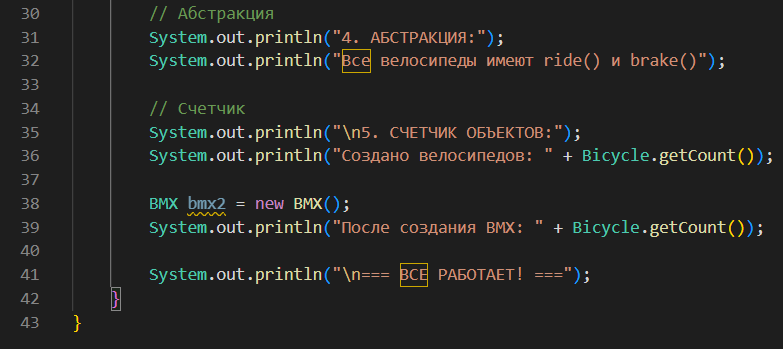 30 // Абстракция
31 System.out.println("4. АБСТРАКЦИЯ:");
32 System.out.println("Все велосипеды имеют ride() и brake()");
33
34 // Счетчик
35 System.out.println("\n5. СЧЕТЧИК ОБЪЕКТОВ:");
36 System.out.println("Создано велосипедов: " + Bicycle.getCount());
37
38 BMX bmx2 = new BMX();
39 System.out.println("После создания BMX: " + Bicycle.getCount());
40
41 System.out.println("\n=== ВСЕ РАБОТАЕТ! ===");
42 }
43 }